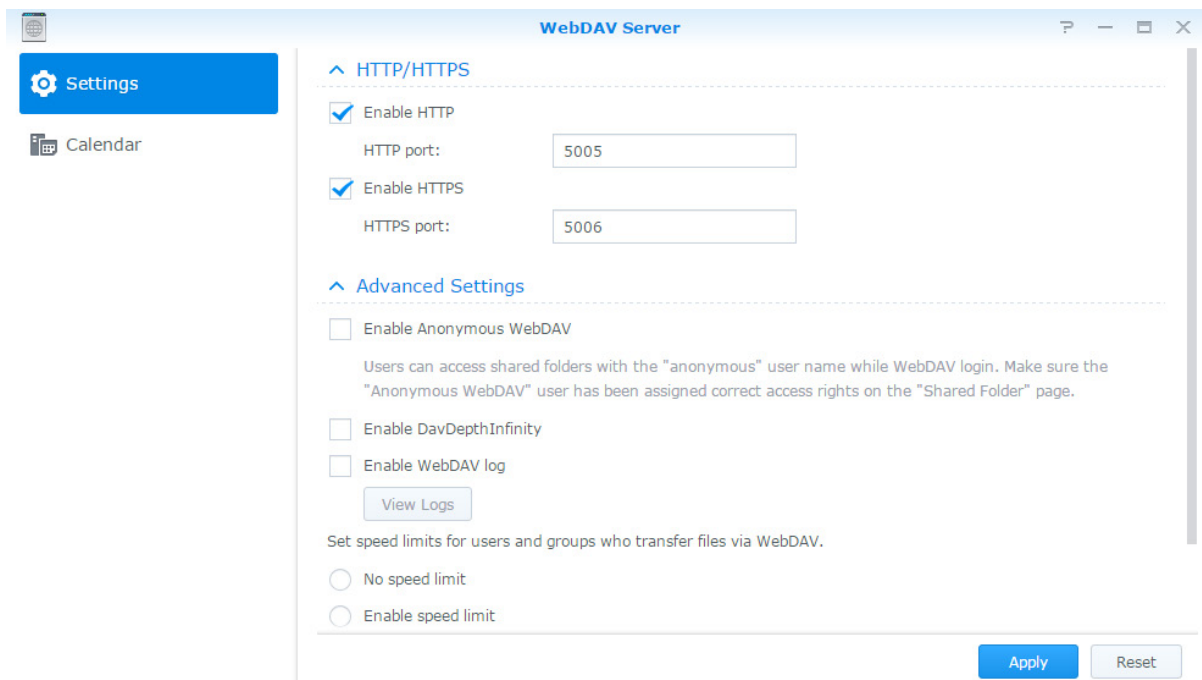 WebDAV Server
Settings
Calendar
HTTP/HTTPS
Enable HTTP
HTTP port: 5005
Enable HTTPS
HTTPS port: 5006
Advanced Settings
Enable Anonymous WebDAV
Users can access shared folders with the "anonymous" user name while WebDAV login. Make sure the
"Anonymous WebDAV" user has been assigned correct access rights on the "Shared Folder" page.
Enable DavDepthInfinity
Enable WebDAV log
View Logs
Set speed limits for users and groups who transfer files via WebDAV.
No speed limit
Enable speed limit
Apply Reset